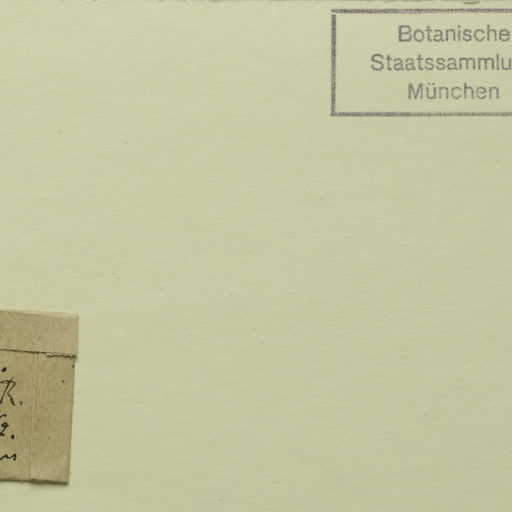 Botanische
Staatssammlu
München
R.